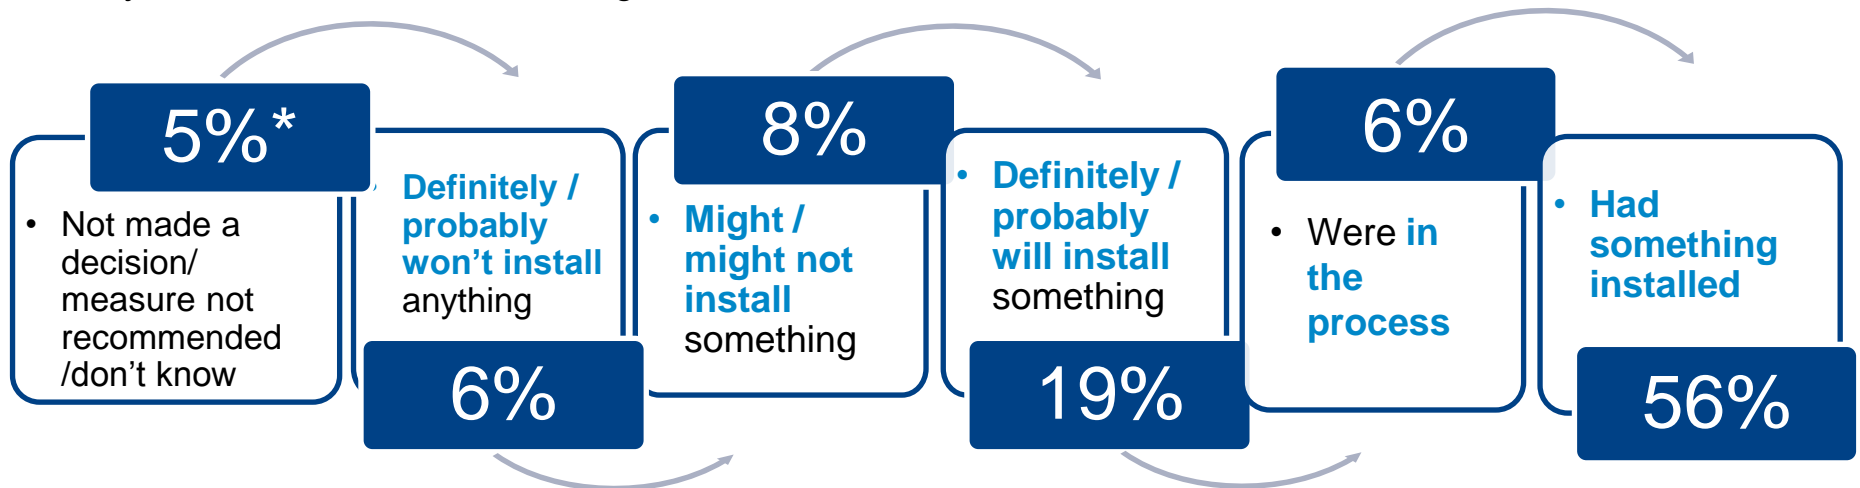 5%*
• Not made a
decision/
measure not
recommended
/don't know
Definitely /
probably
won't install
anything
6%
8%
• Might /
might not
install
something
• Definitely /
probably
will install
something
19%
6%
• Were in
the
process
• Had
something
installed
56%